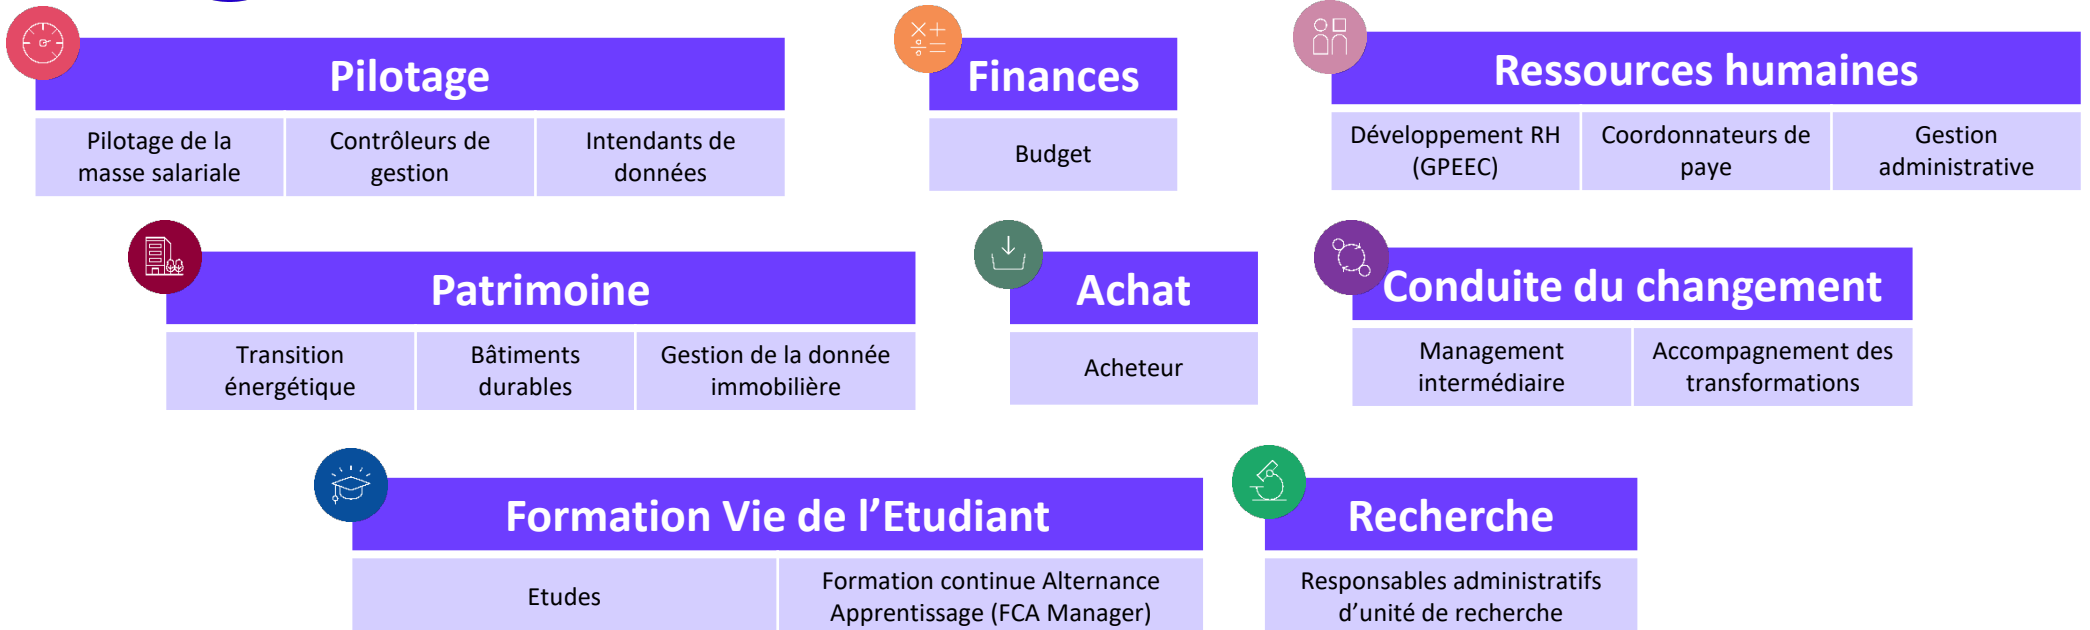 Pilotage
Pilotage de la
masse salariale
Contrôleurs de
gestion
Intendants de
données
Finances
Budget
Ressources humaines
Développement RH
(GPEEC)
Coordonnateurs de
paye
Gestion
administrative
Patrimoine
Transition
énergétique
Bâtiments
durables
Gestion de la donnée
immobilière
Achat
Acheteur
Conduite du changement
Management
intermédiaire
Accompagnement des
transformations
Formation Vie de l’Etudiant
Etudes
Formation continue Alternance
Apprentissage (FCA Manager)
Recherche
Responsables administratifs
d’unité de recherche